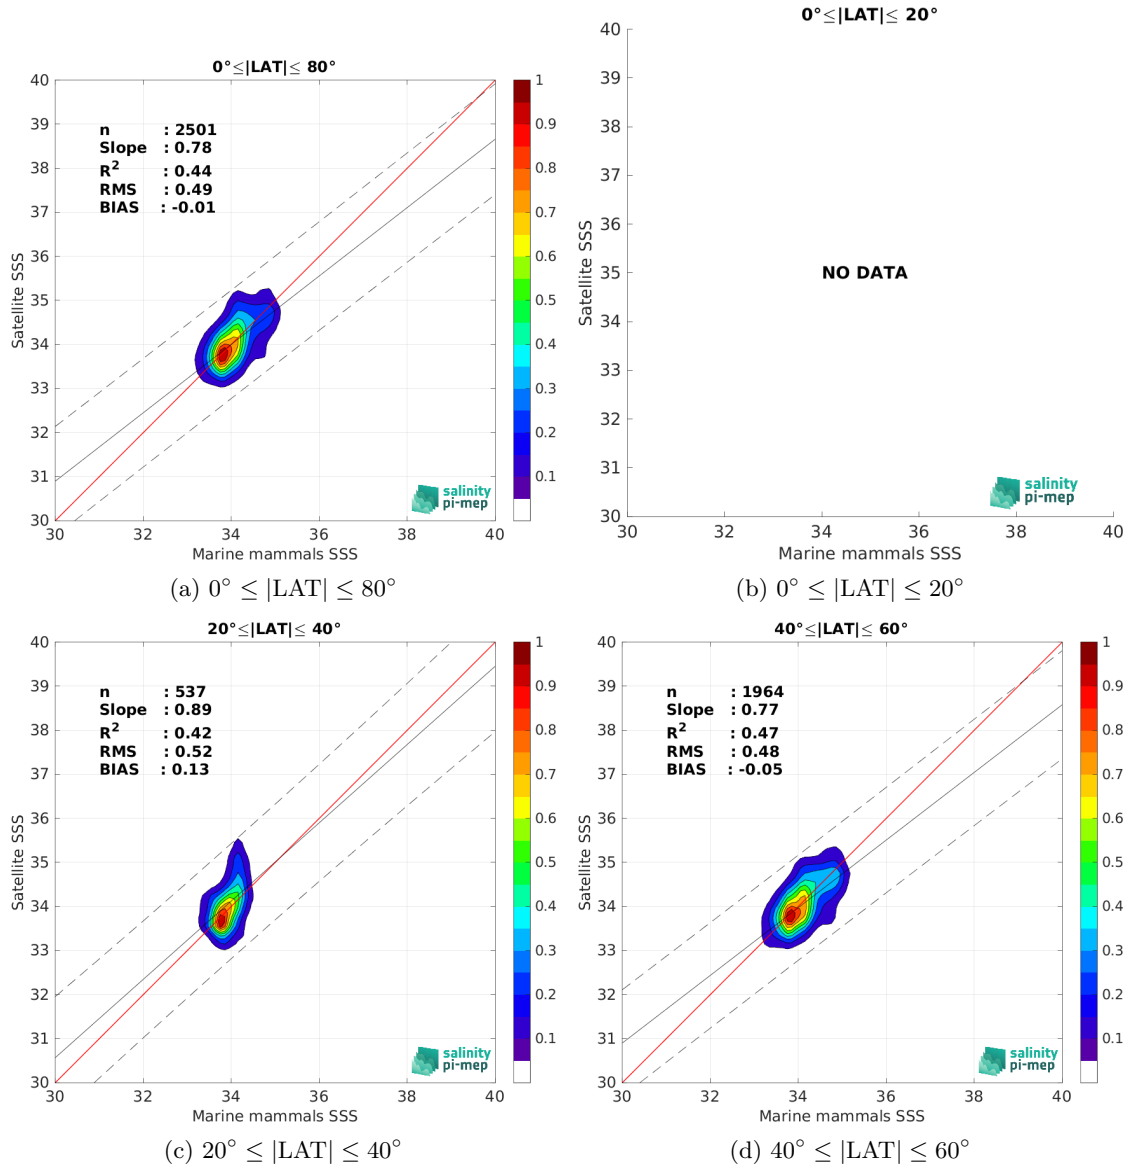 0°≤|LAT|≤ 80°
40
39
38
37
36
35
34
33
32
31
30
Satellite SSS
n : 2501
Slope : 0.78
R² : 0.44
RMS : 0.49
BIAS : -0.01
salinity
pi-mep
30 32 34 36 38 40
Marine mammals SSS
1
0.9
0.8
0.7
0.6
0.5
0.4
0.3
0.2
0.1
(a) 0° ≤ |LAT| ≤ 80°
0°≤|LAT|≤ 20°
40
39
38
37
36
35
34
33
32
31
30
Satellite SSS
NO DATA
salinity
pi-mep
30 32 34 36 38 40
Marine mammals SSS
(b) 0° ≤ |LAT| ≤ 20°
20°≤|LAT|≤ 40°
40
39
38
37
36
35
34
33
32
31
30
Satellite SSS
n : 537
Slope : 0.89
R² : 0.42
RMS : 0.52
BIAS : 0.13
salinity
pi-mep
30 32 34 36 38 40
Marine mammals SSS
1
0.9
0.8
0.7
0.6
0.5
0.4
0.3
0.2
0.1
(c) 20° ≤ |LAT| ≤ 40°
40°≤|LAT|≤ 60°
40
39
38
37
36
35
34
33
32
31
30
Satellite SSS
n : 1964
Slope : 0.77
R² : 0.47
RMS : 0.48
BIAS : -0.05
salinity
pi-mep
30 32 34 36 38 40
Marine mammals SSS
1
0.9
0.8
0.7
0.6
0.5
0.4
0.3
0.2
0.1
(d) 40° ≤ |LAT| ≤ 60°